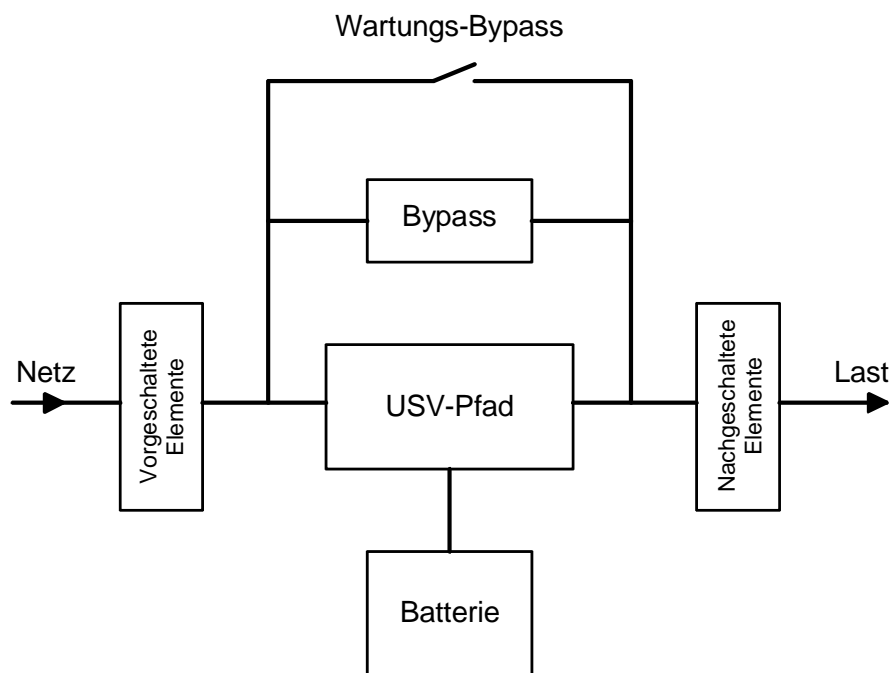 Wartungs-Bypass
Bypass
Netz
Vorgeschaltete
Elemente
USV-Pfad
Nachgeschaltete
Elemente
Last
Batterie